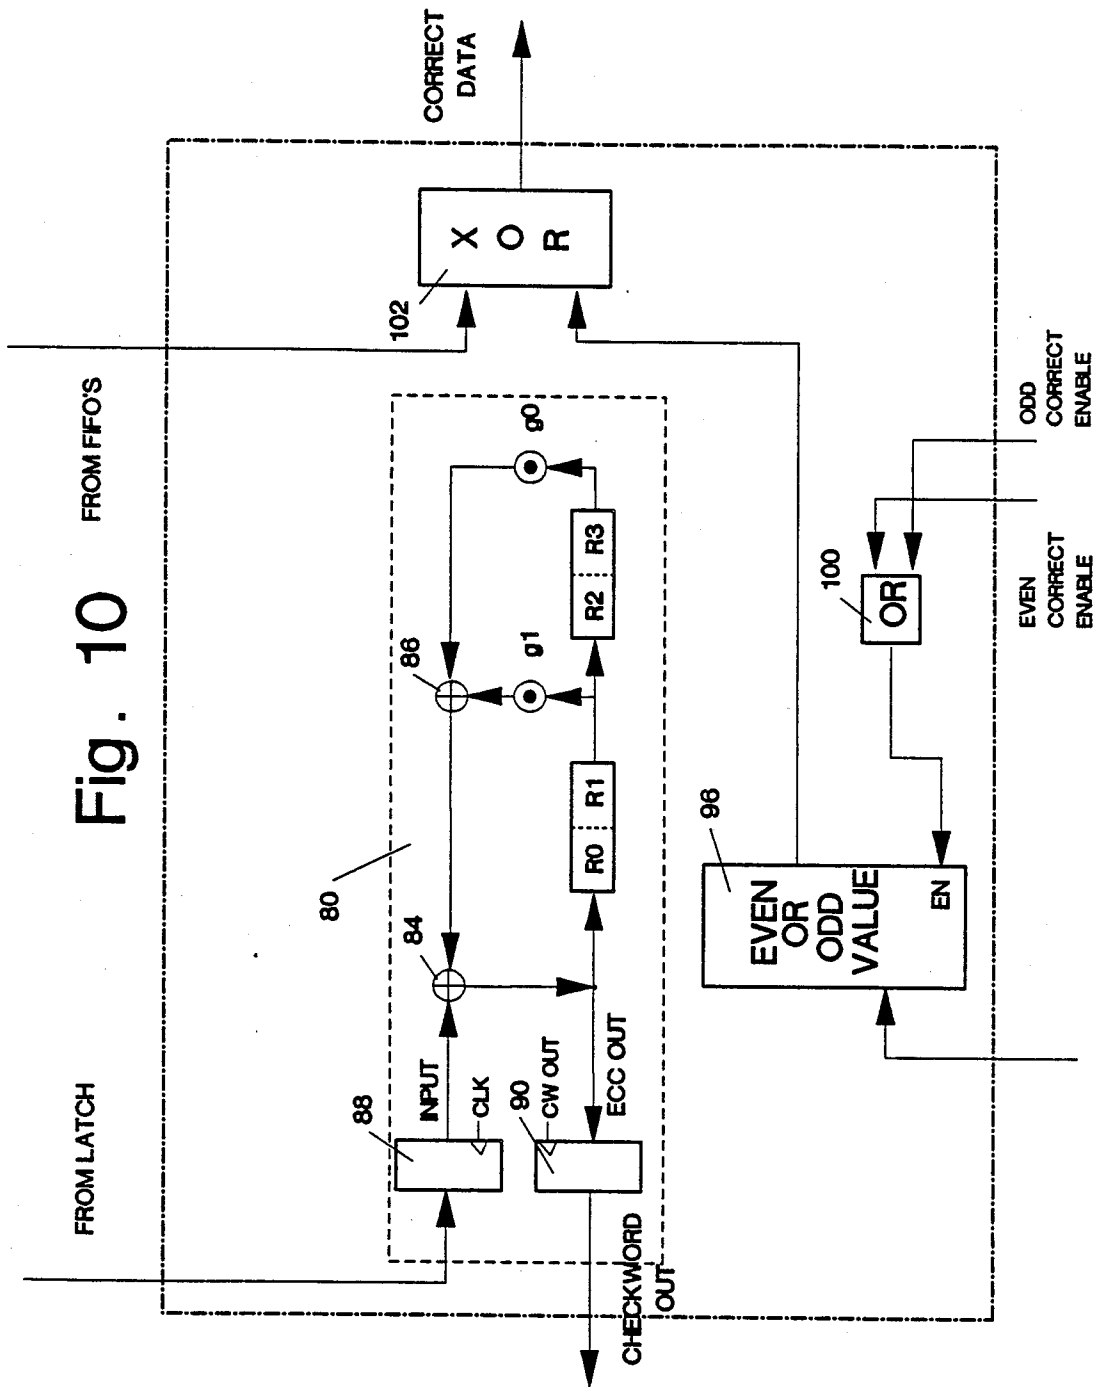 Fig. 10
FROM LATCH
FROM FIFO'S
CORRECT
DATA
80
88
INPUT
CLK
84
86
g1
g0
102
X
O
R
90
CW OUT
ECC OUT
R0
R1
R2
R3
CHECKWORD
OUT
96
EVEN
OR
ODD
VALUE
EN
100
OR
EVEN
CORRECT
ENABLE
ODD
CORRECT
ENABLE